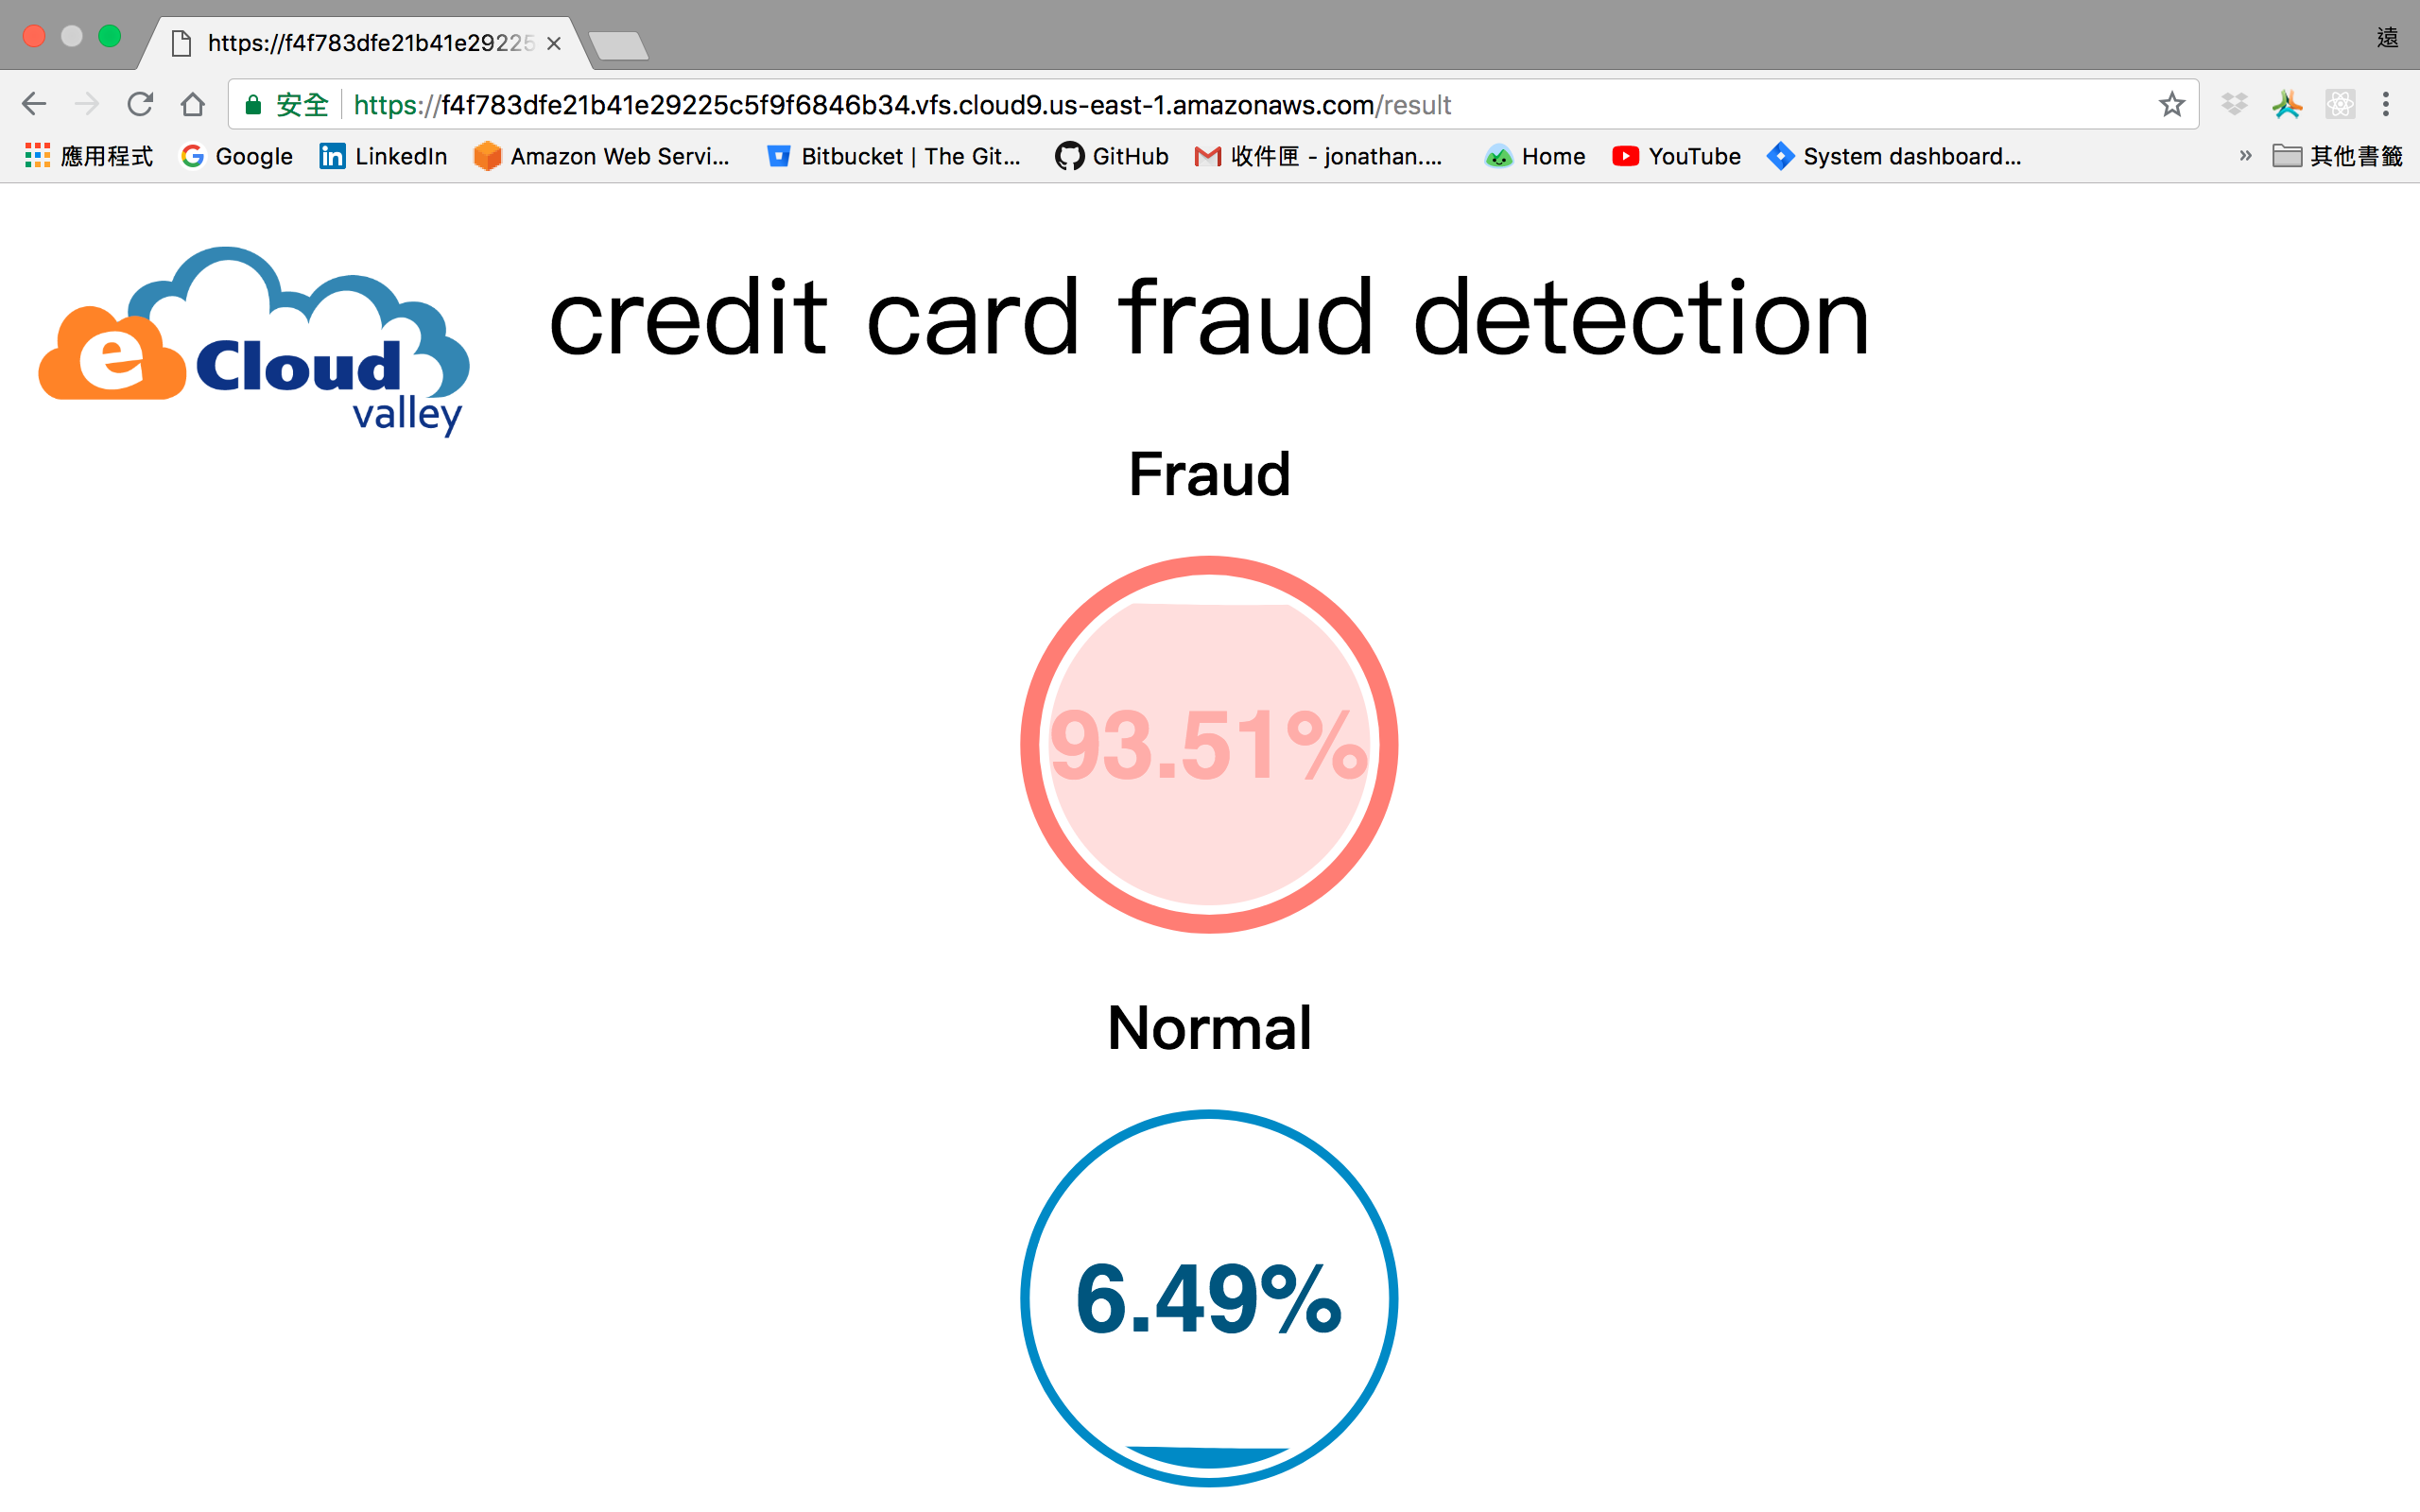 https://f4f783dfe21b41e29225
遠
安全 https://f4f783dfe21b41e29225c5f9f6846b34.vfs.cloud9.us-east-1.amazonaws.com/result
應用程式 Google LinkedIn Amazon Web Servi... Bitbucket | The Git... GitHub 收件匣 - jonathan.... Home YouTube System dashboard... » 其他書籤
e Cloud valley
credit card fraud detection
Fraud
93.51%
Normal
6.49%